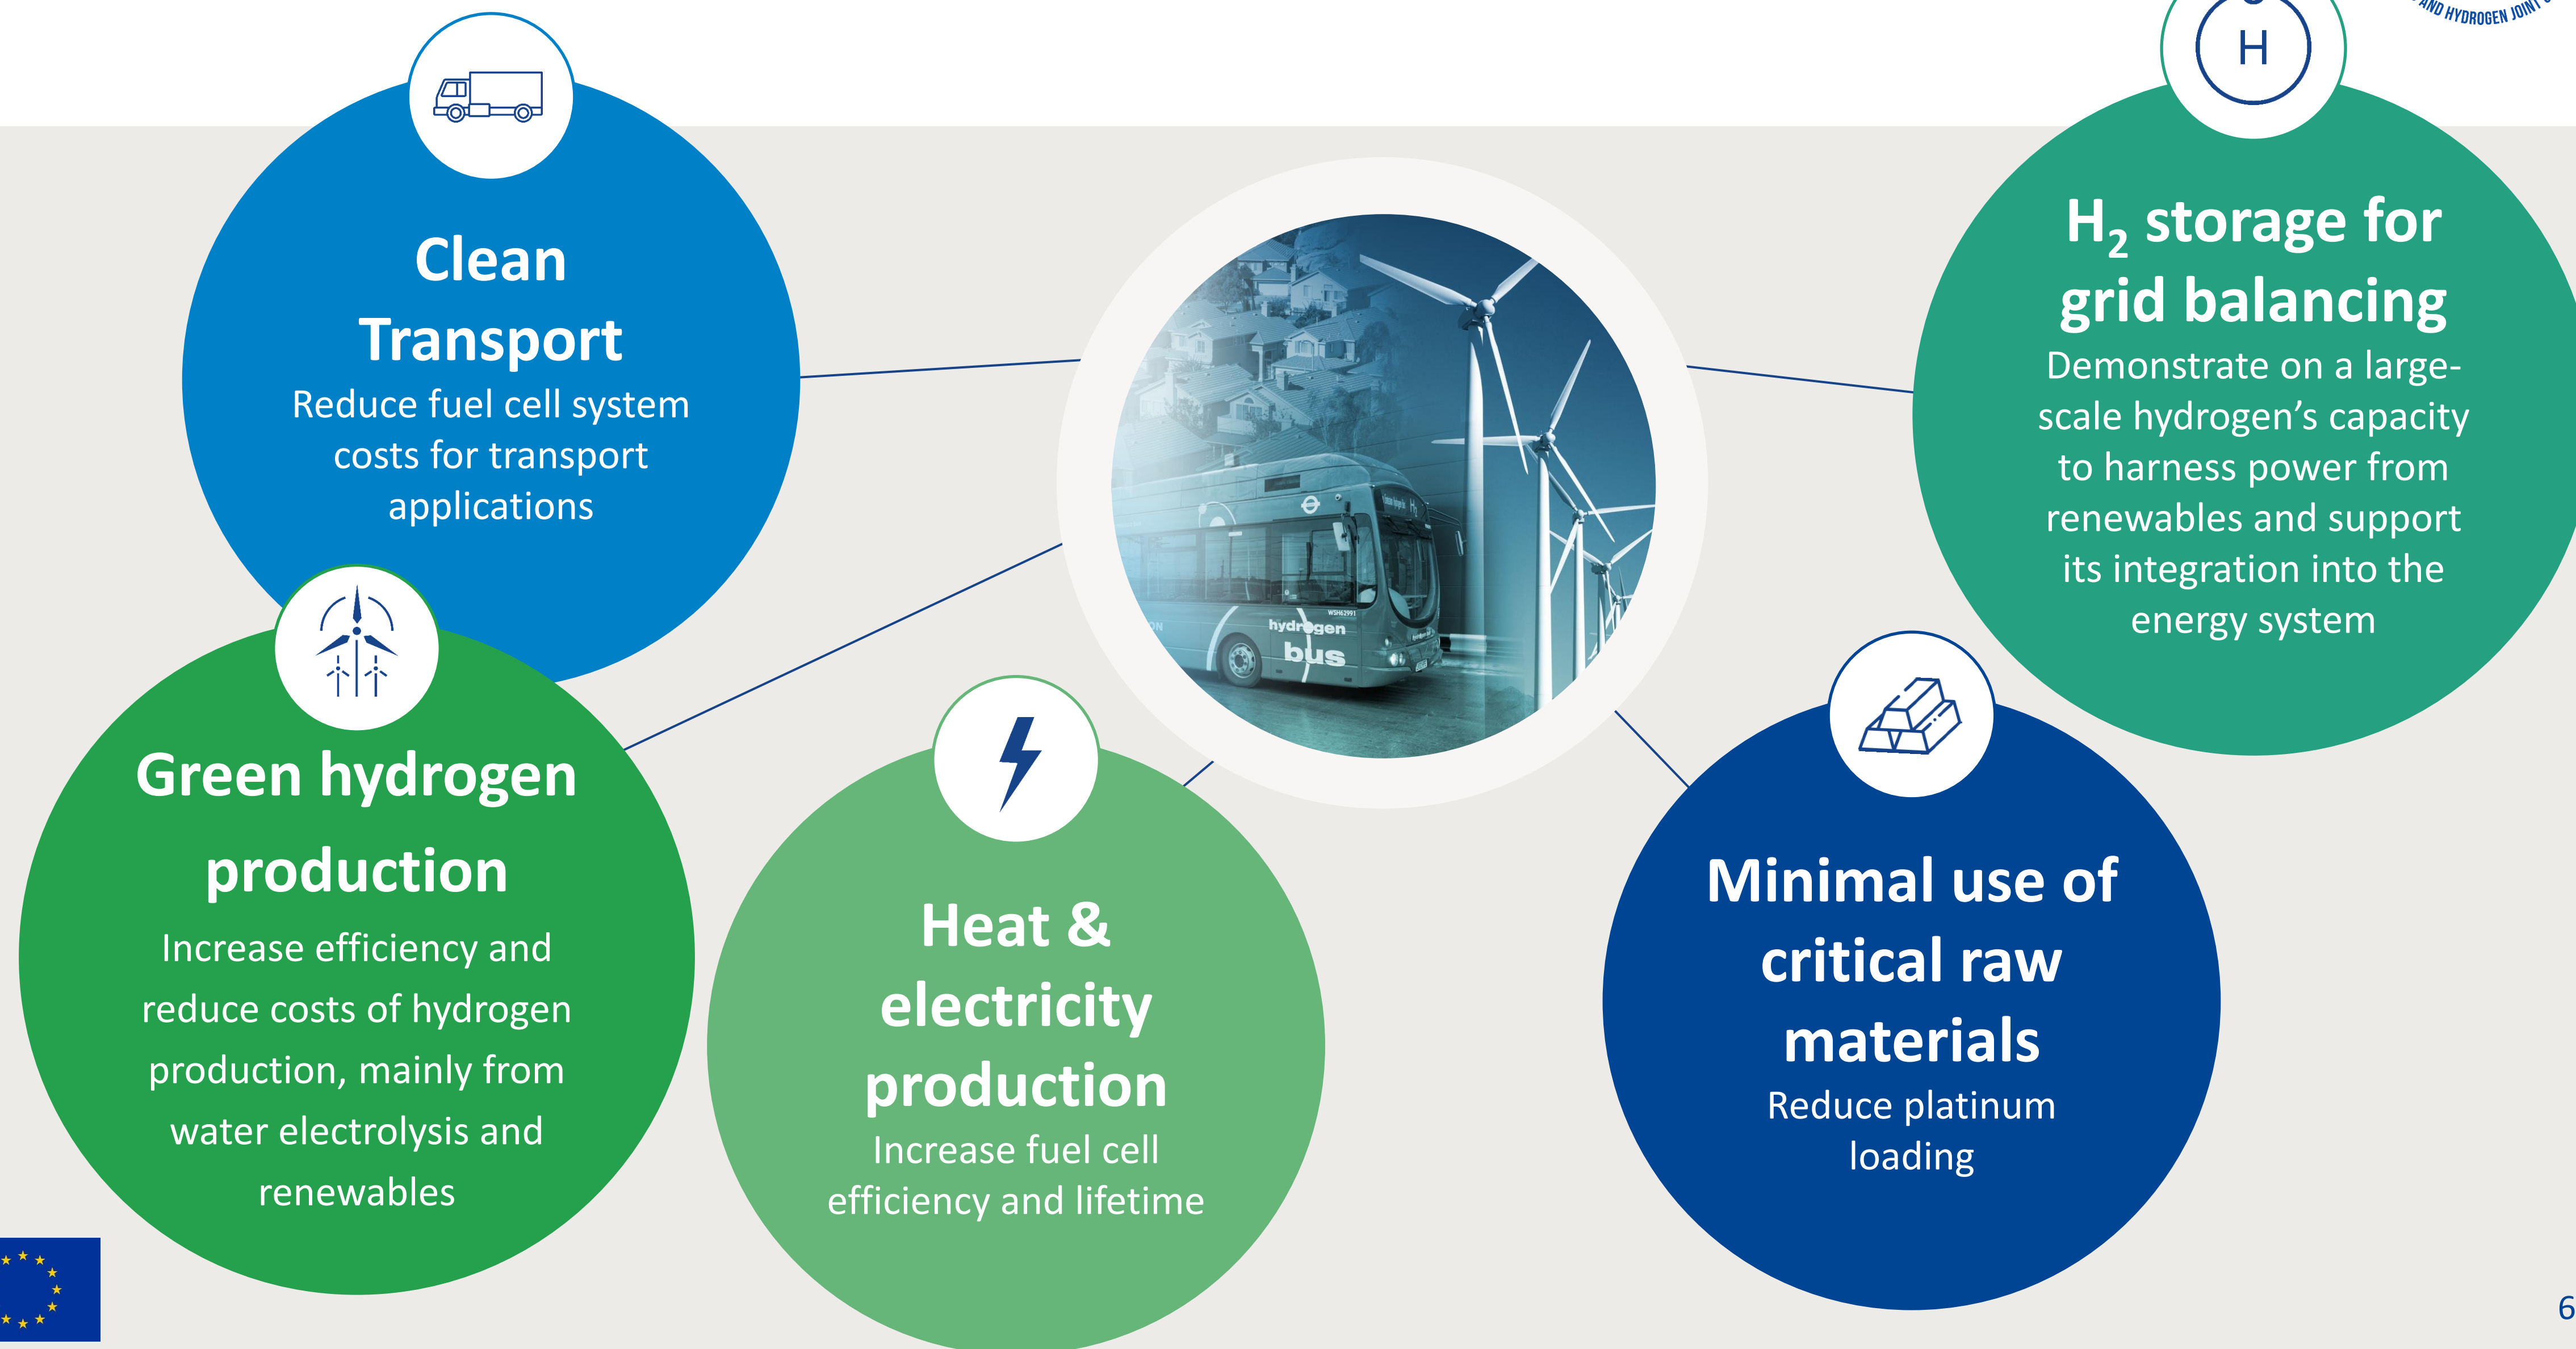 AND HYDROGEN JOINT
H
Clean
Transport
Reduce fuel cell system
costs for transport
applications
H₂ storage for
grid balancing
Demonstrate on a large-
scale hydrogen’s capacity
to harness power from
renewables and support
its integration into the
energy system
hydrogen
bus
WSH62991
Green hydrogen
production
Increase efficiency and
reduce costs of hydrogen
production, mainly from
water electrolysis and
renewables
Heat &
electricity
production
Increase fuel cell
efficiency and lifetime
Minimal use of
critical raw
materials
Reduce platinum
loading
6